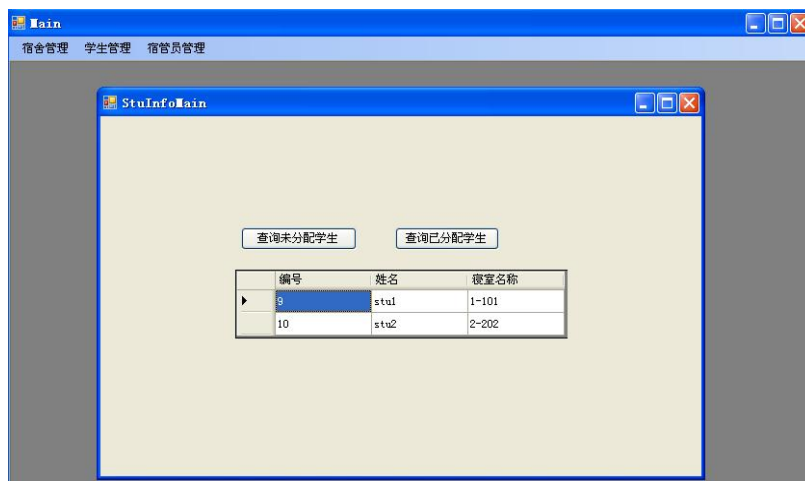 Main
宿舍管理 学生管理 宿管员管理
StuInfoMain
查询未分配学生 查询已分配学生
编号 姓名 寝室名称
9 stu1 1-101
10 stu2 2-202